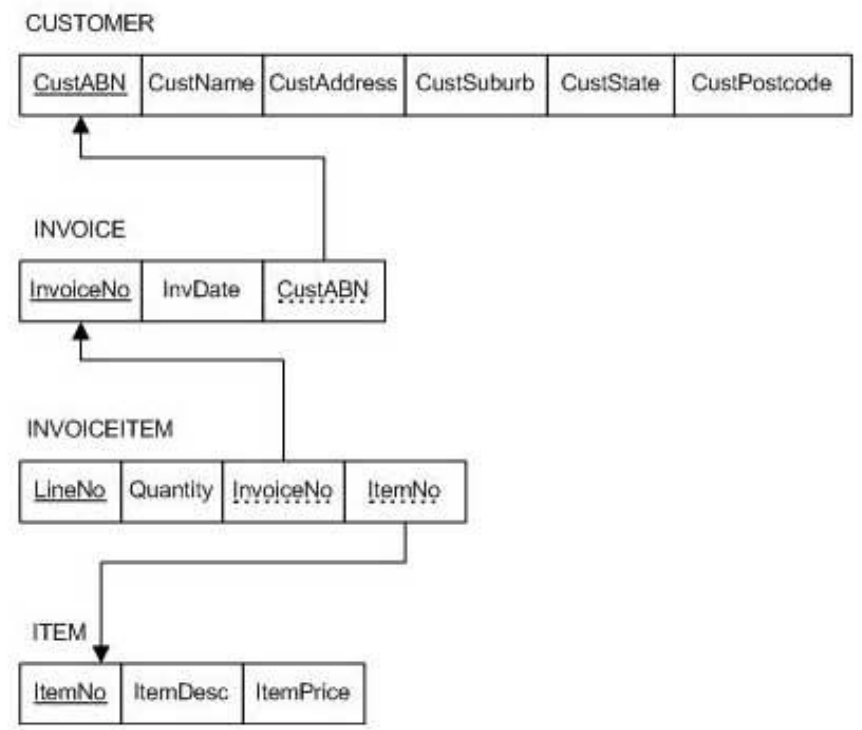 CUSTOMER
CustABN CustName CustAddress CustSuburb CustState CustPostcode
INVOICE
InvoiceNo InvDate CustABN
INVOICEITEM
LineNo Quantity InvoiceNo ItemNo
ITEM
ItemNo ItemDesc ItemPrice